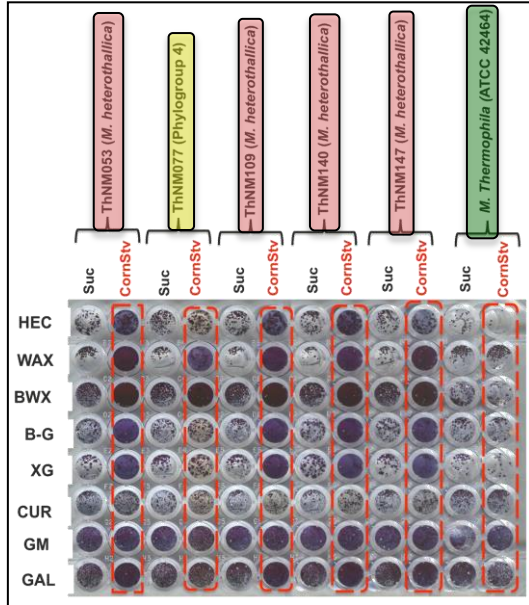 ThNM053 (M. heterothallica)
ThNM077 (Phylogroup 4)
ThNM109 (M. heterothallica)
ThNM140 (M. heterothallica)
ThNM147 (M. heterothallica)
M. Thermophila (ATCC 42464)
Suc CornStv Suc CornStv Suc CornStv Suc CornStv Suc CornStv Suc CornStv
HEC
WAX
BWX
B-G
XG
CUR
GM
GAL